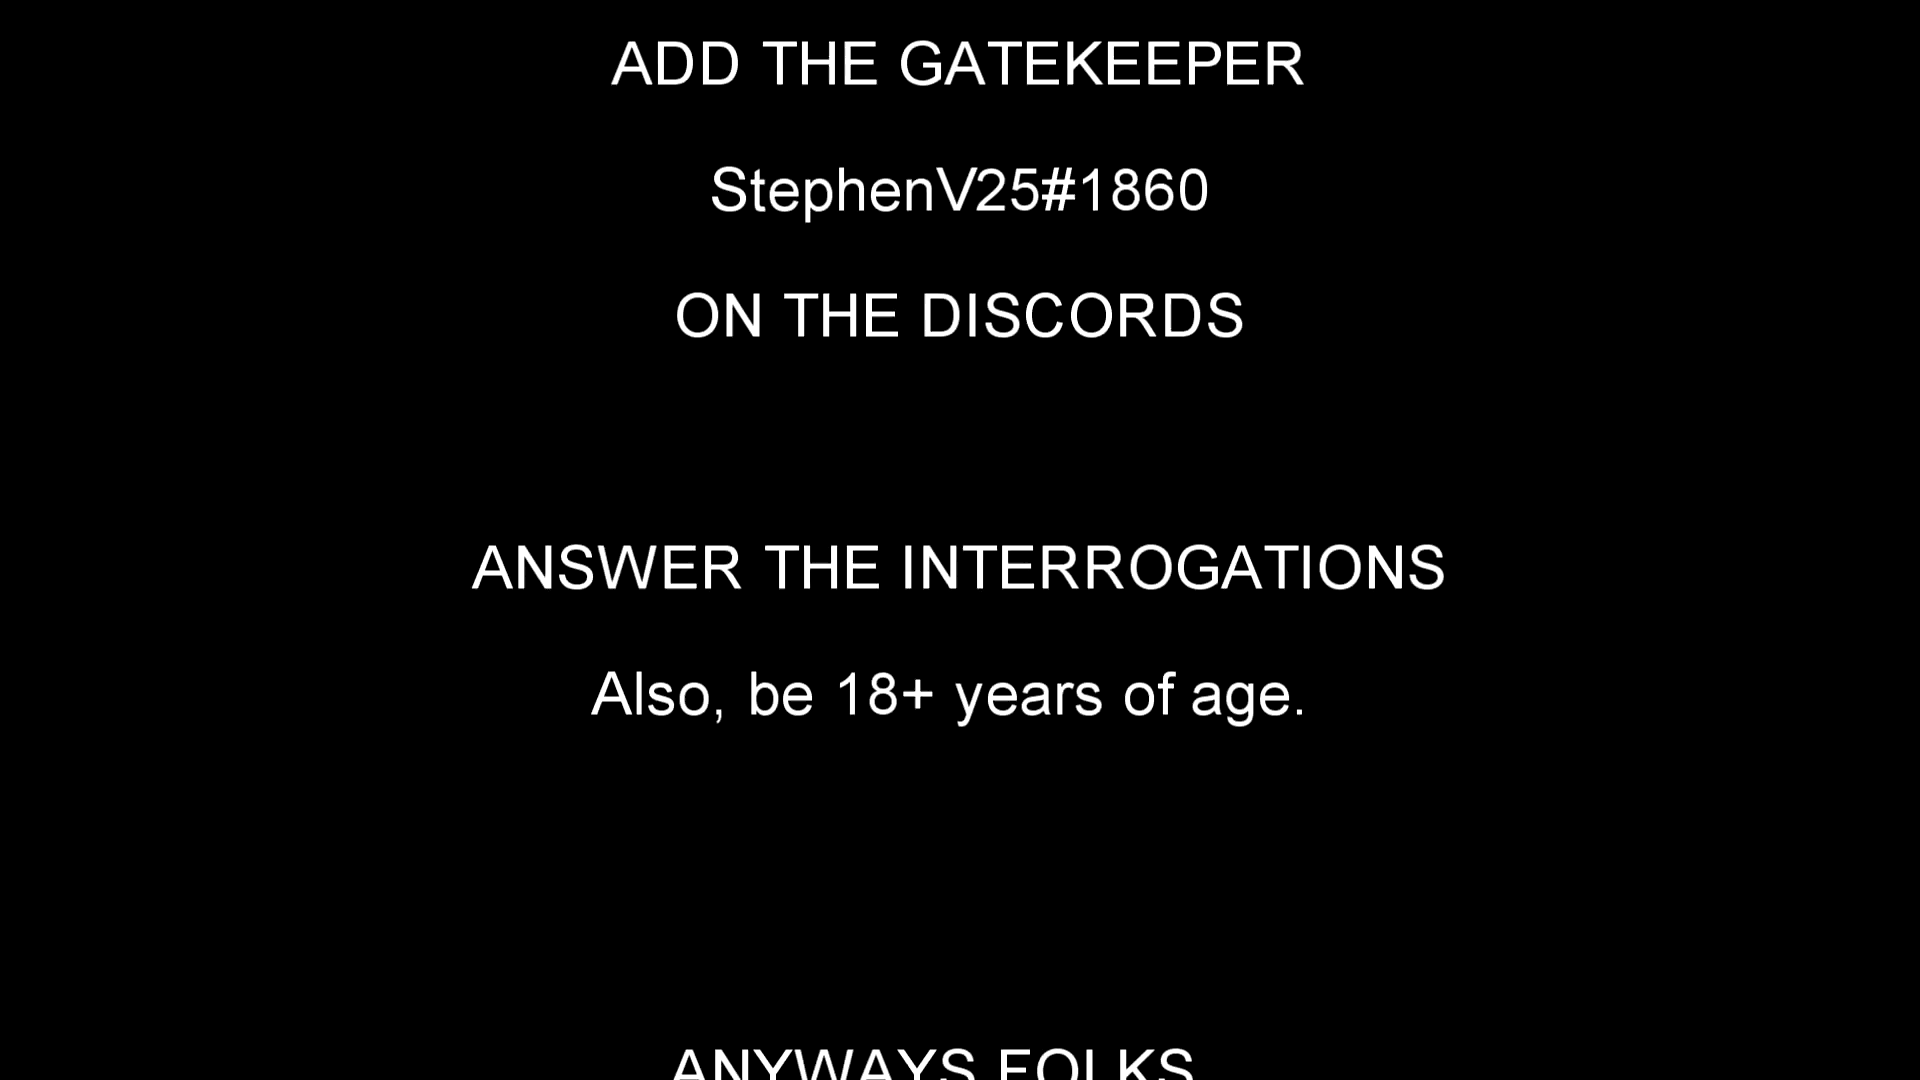 ADD THE GATEKEEPER
StephenV25#1860
ON THE DISCORDS
ANSWER THE INTERROGATIONS
Also, be 18+ years of age.
ANYWAYS FOLKS